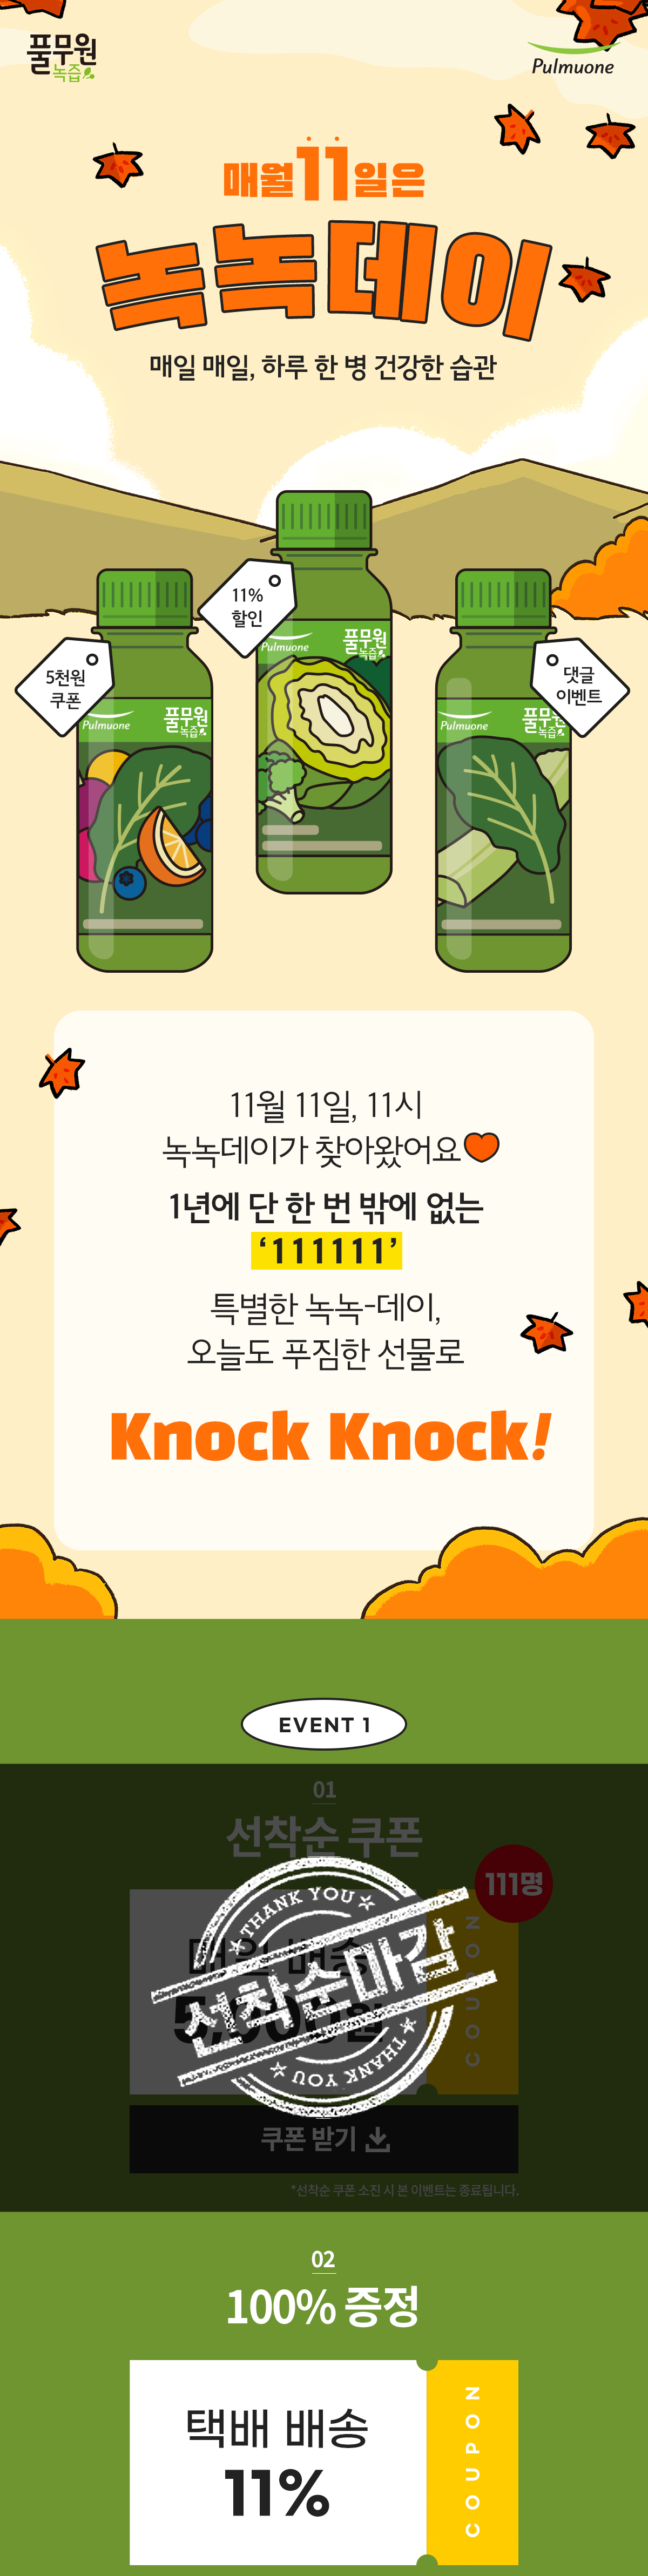 풀무원
녹즙
Pulmuone
매월 11일은
녹녹데이
매일 매일, 하루 한 병 건강한 습관
11%
할인
5천원
쿠폰
댓글
이벤트
Pulmuone
풀무원
녹즙
Pulmuone
풀무원
녹즙
Pulmuone
풀무원
녹즙
11월 11일, 11시
녹녹데이가 찾아왔어요
1년에 단 한 번 밖에 없는
‘111111’
특별한 녹녹-데이,
오늘도 푸짐한 선물로
Knock Knock!
EVENT 1
01
선착순 쿠폰
111명
매일 배송
5,000원
COUPON
THANK YOU
선착순마감
THANK YOU
쿠폰 받기
*선착순 쿠폰 소진 시 본 이벤트는 종료됩니다.
02
100% 증정
택배 배송
11%
COUPON